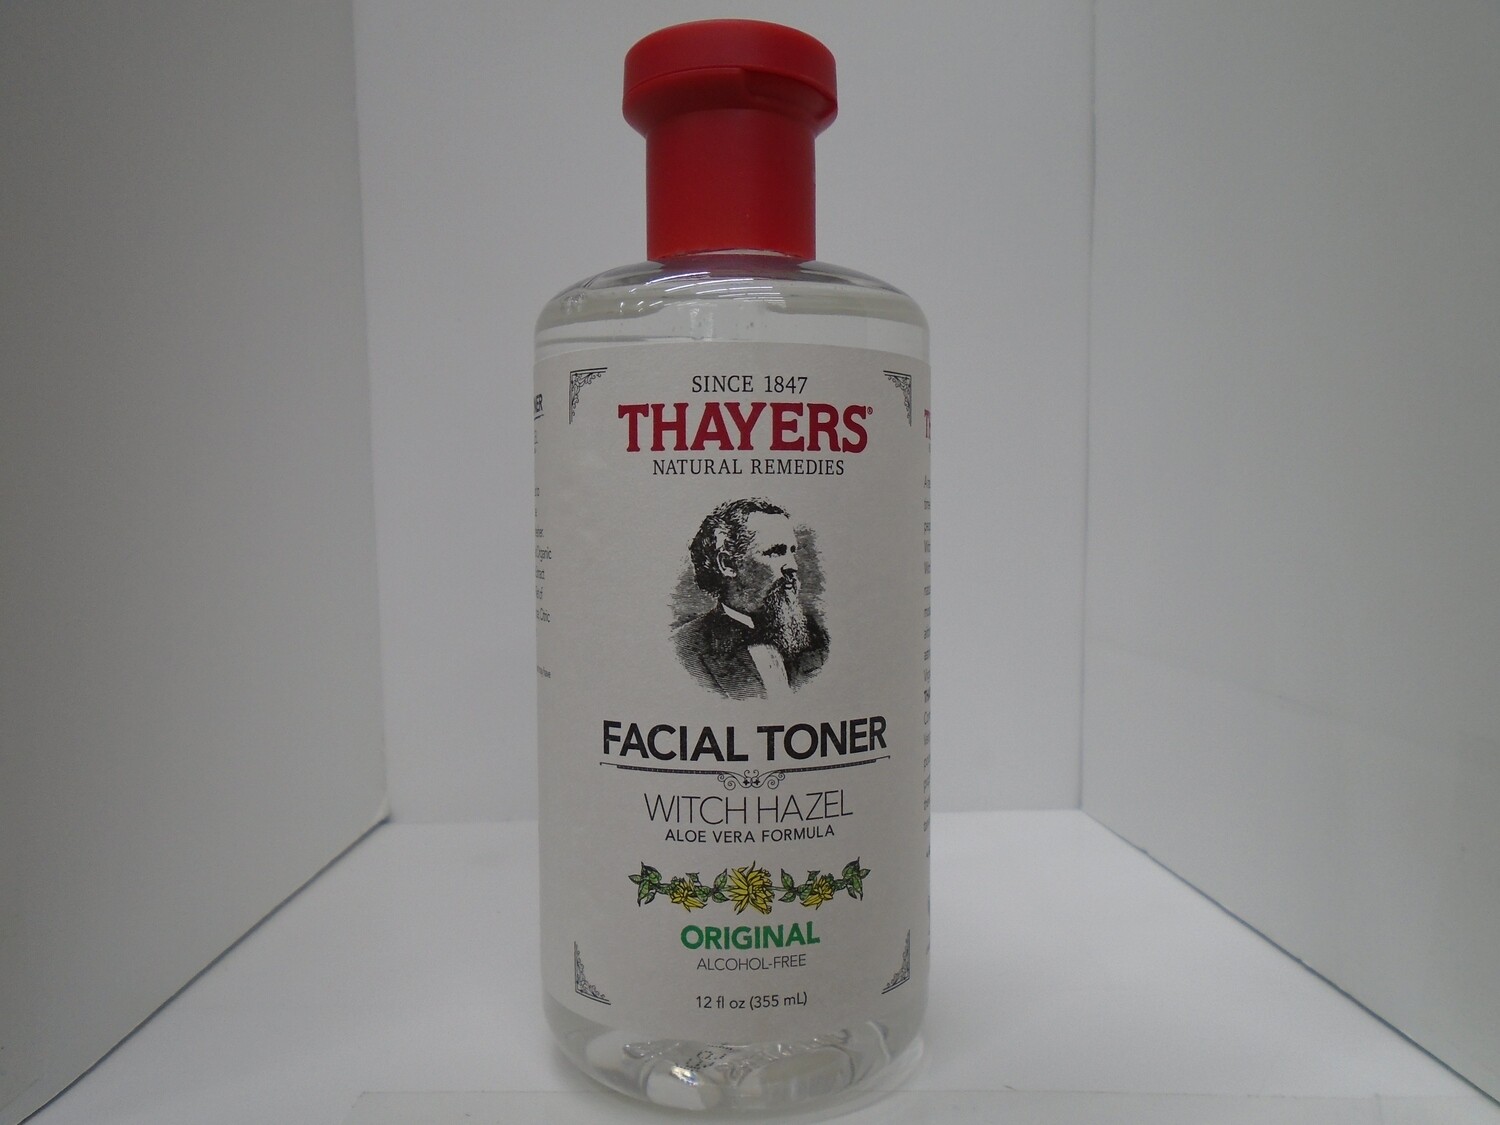 SINCE 1847
THAYERS®
NATURAL REMEDIES
FACIAL TONER
WITCH HAZEL
ALOE VERA FORMULA
ORIGINAL
ALCOHOL-FREE
12 fl oz (355 mL)